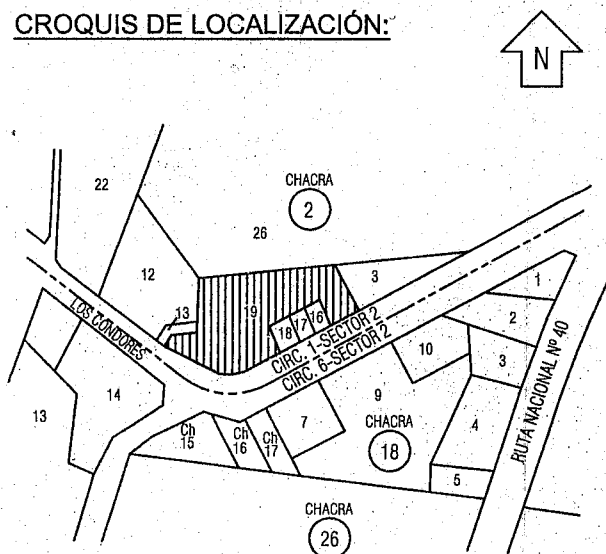 CROQUIS DE LOCALIZACIÓN:
N
22
CHACRA
2
26
12
13
19
3
1
18
17
16
2
LOS CONDORES
CIRC. 1-SECTOR 2
CIRC. 6-SECTOR 2
10
3
RUTA NACIONAL Nº 40
13
14
9
4
7
Ch
15
Ch
16
Ch
17
CHACRA
18
5
CHACRA
26